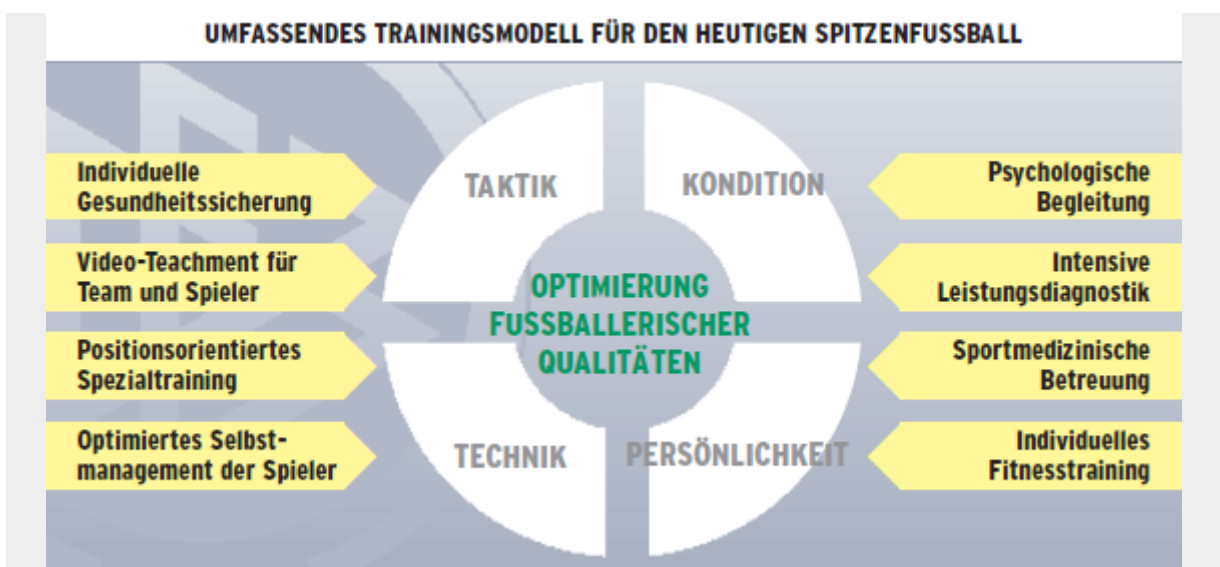 UMFASSENDES TRAININGSMODELL FÜR DEN HEUTIGEN SPITZENFUSSBALL
Individuelle
Gesundheitssicherung
Video-Teachment für
Team und Spieler
Positionsorientiertes
Spezialtraining
Optimiertes Selbst-
management der Spieler
TAKTIK
KONDITION
OPTIMIERUNG
FUSSBALLERISCHER
QUALITÄTEN
TECHNIK
PERSÖNLICHKEIT
Psychologische
Begleitung
Intensive
Leistungsdiagnostik
Sportmedizinische
Betreuung
Individuelles
Fitnesstraining